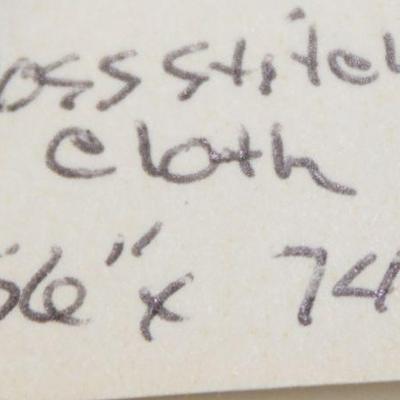 oss stitch
cloth
56" x 74